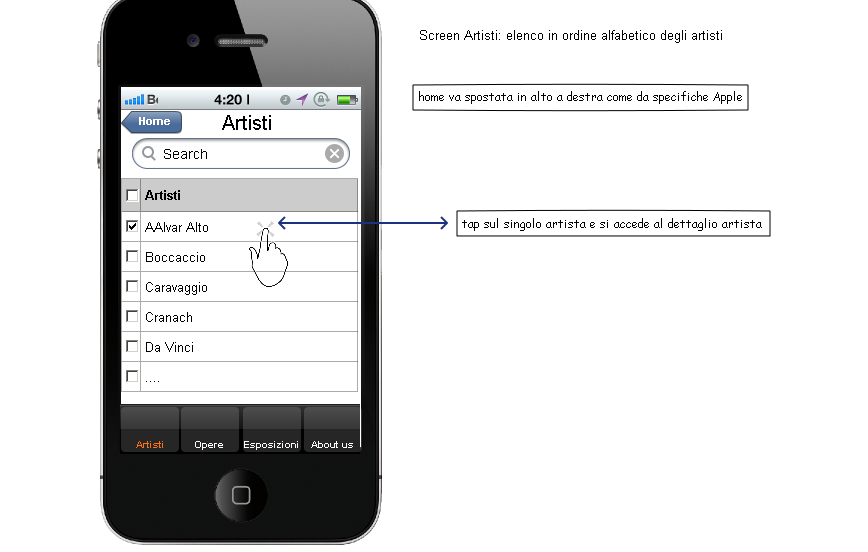 Screen Artisti: elenco in ordine alfabetico degli artisti
home va spostata in alto a destra come da specifiche Apple
4:20
Home
Artisti
Search
Artisti
AAlvar Alto
tap sul singolo artista e si accede al dettaglio artista
Boccaccio
Caravaggio
Cranach
Da Vinci
....
Artisti
Opere
Esposizioni
About us